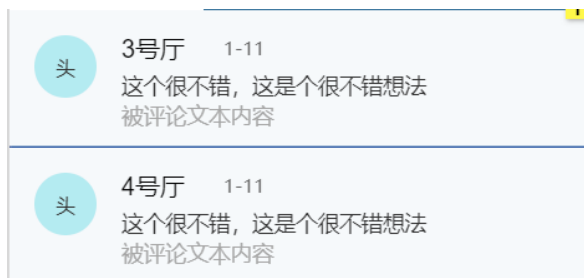 头
3号厅 1-11
这个很不错，这是个很不错想法
被评论文本内容
头
4号厅 1-11
这个很不错，这是个很不错想法
被评论文本内容